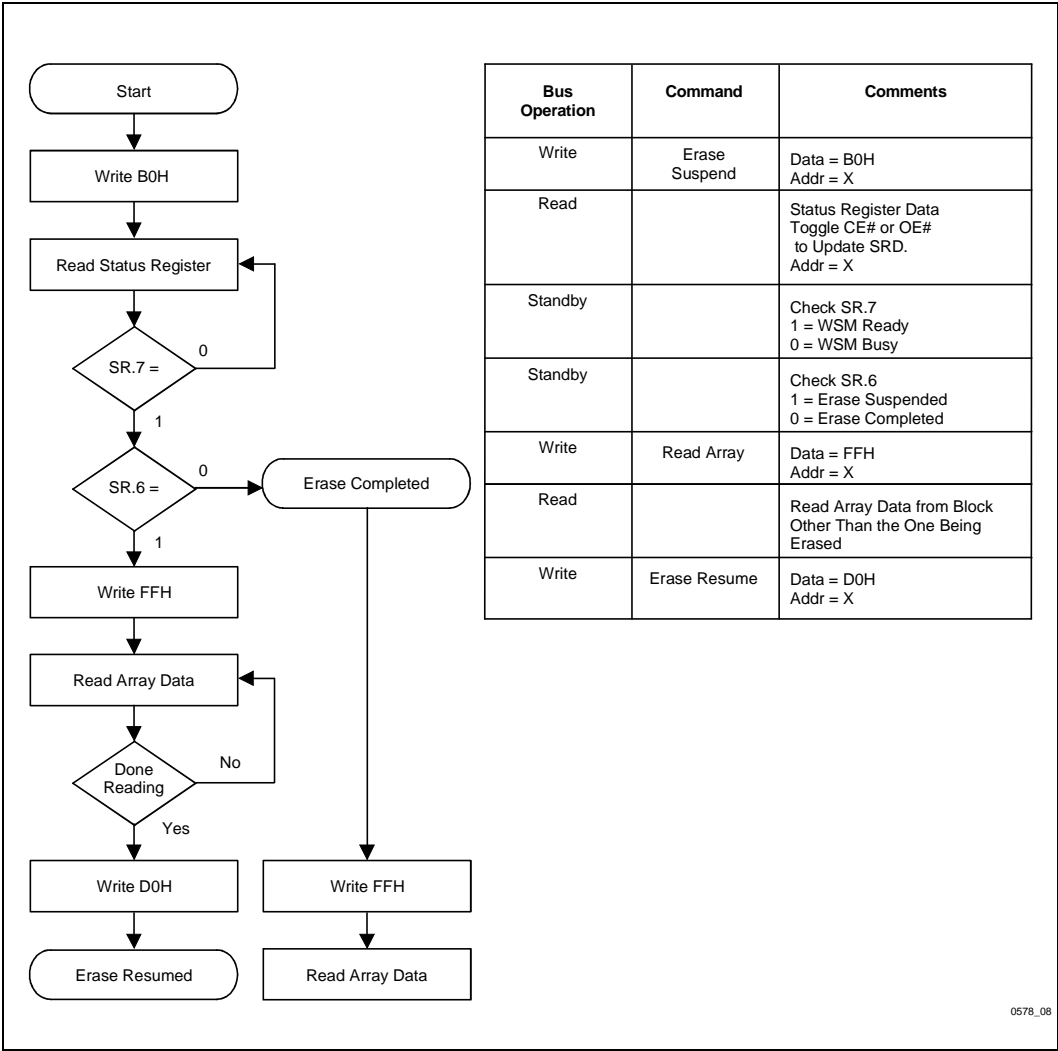 Start
Write B0H
Read Status Register
SR.7 =
0
1
SR.6 =
0
Erase Completed
1
Write FFH
Read Array Data
Done
Reading
No
Yes
Write D0H
Write FFH
Erase Resumed
Read Array Data
Bus
Operation
Command
Comments
Write
Erase
Suspend
Data = B0H
Addr = X
Read
Status Register Data
Toggle CE# or OE#
to Update SRD.
Addr = X
Standby
Check SR.7
1 = WSM Ready
0 = WSM Busy
Standby
Check SR.6
1 = Erase Suspended
0 = Erase Completed
Write
Read Array
Data = FFH
Addr = X
Read
Read Array Data from Block
Other Than the One Being
Erased
Write
Erase Resume
Data = D0H
Addr = X
0578_08